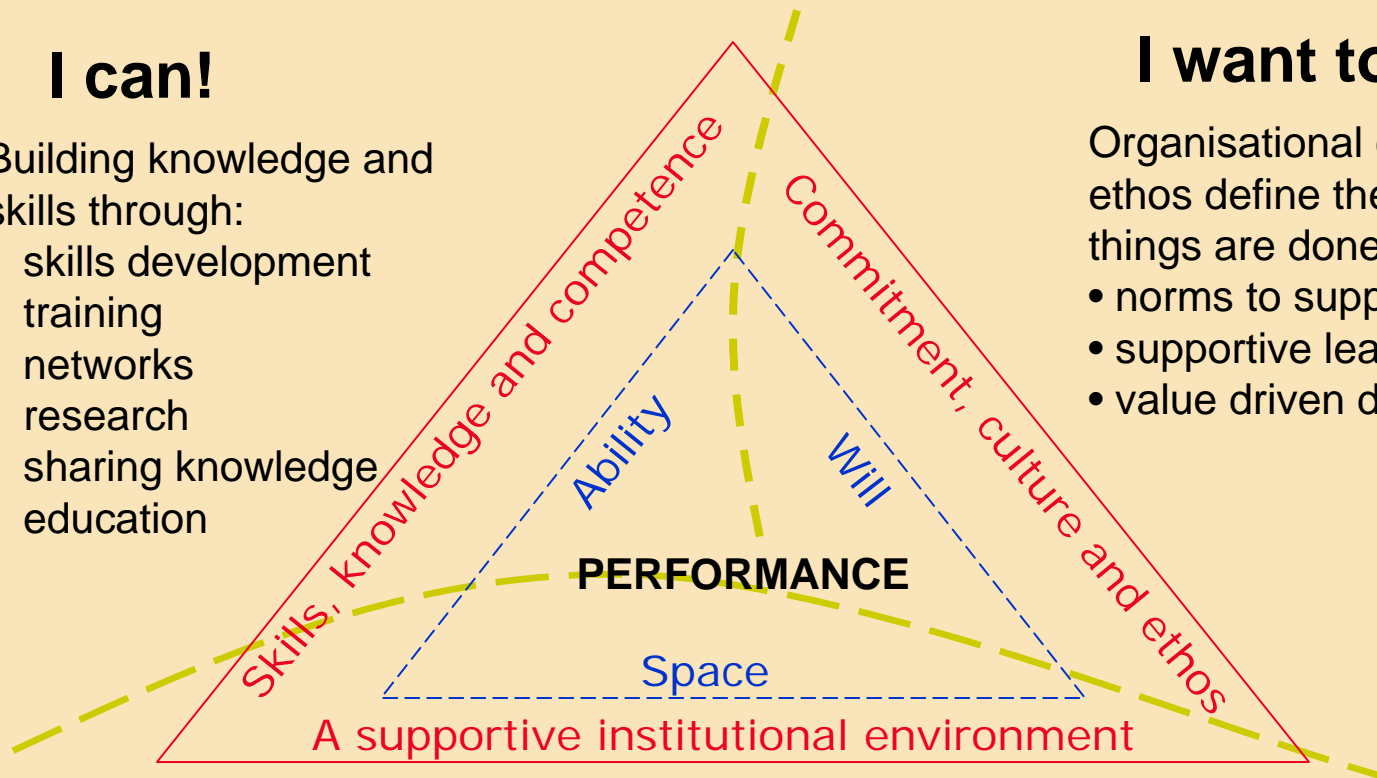 I can!
Building knowledge and
skills through:
skills development
training
networks
research
sharing knowledge
education
Skills, knowledge and competence
Commitment, culture and ethos
Ability
Will
PERFORMANCE
Space
A supportive institutional environment
I want to
Organisational
ethos define the
things are done
• norms to
• supportive
• value driven